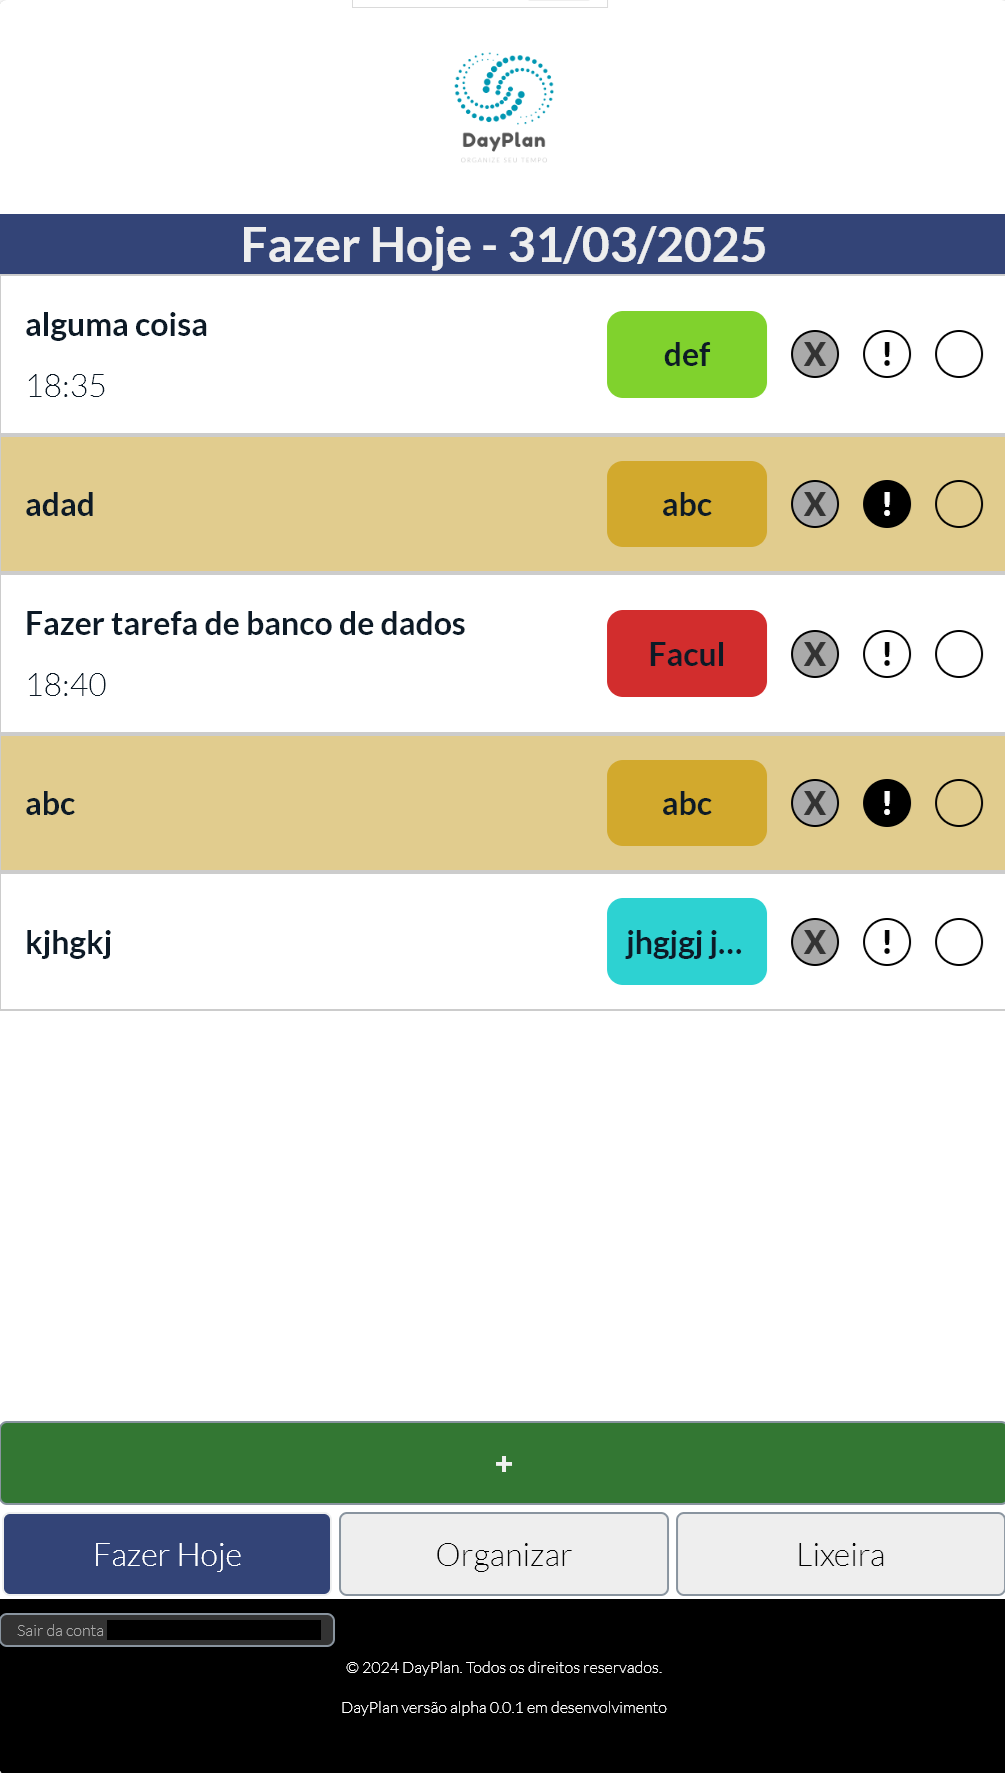 DayPlan
ORGANIZE SEU TEMPO
Fazer Hoje - 31/03/2025
alguma coisa
18:35
def
X
!
adad
abc
X
!
Fazer tarefa de banco de dados
18:40
Facul
X
!
abc
abc
X
!
kjhgkj
jhgjgj j...
X
!
+
Fazer Hoje
Organizar
Lixeira
Sair da conta
© 2024 DayPlan. Todos os direitos reservados.
DayPlan versão alpha 0.0.1 em desenvolvimento